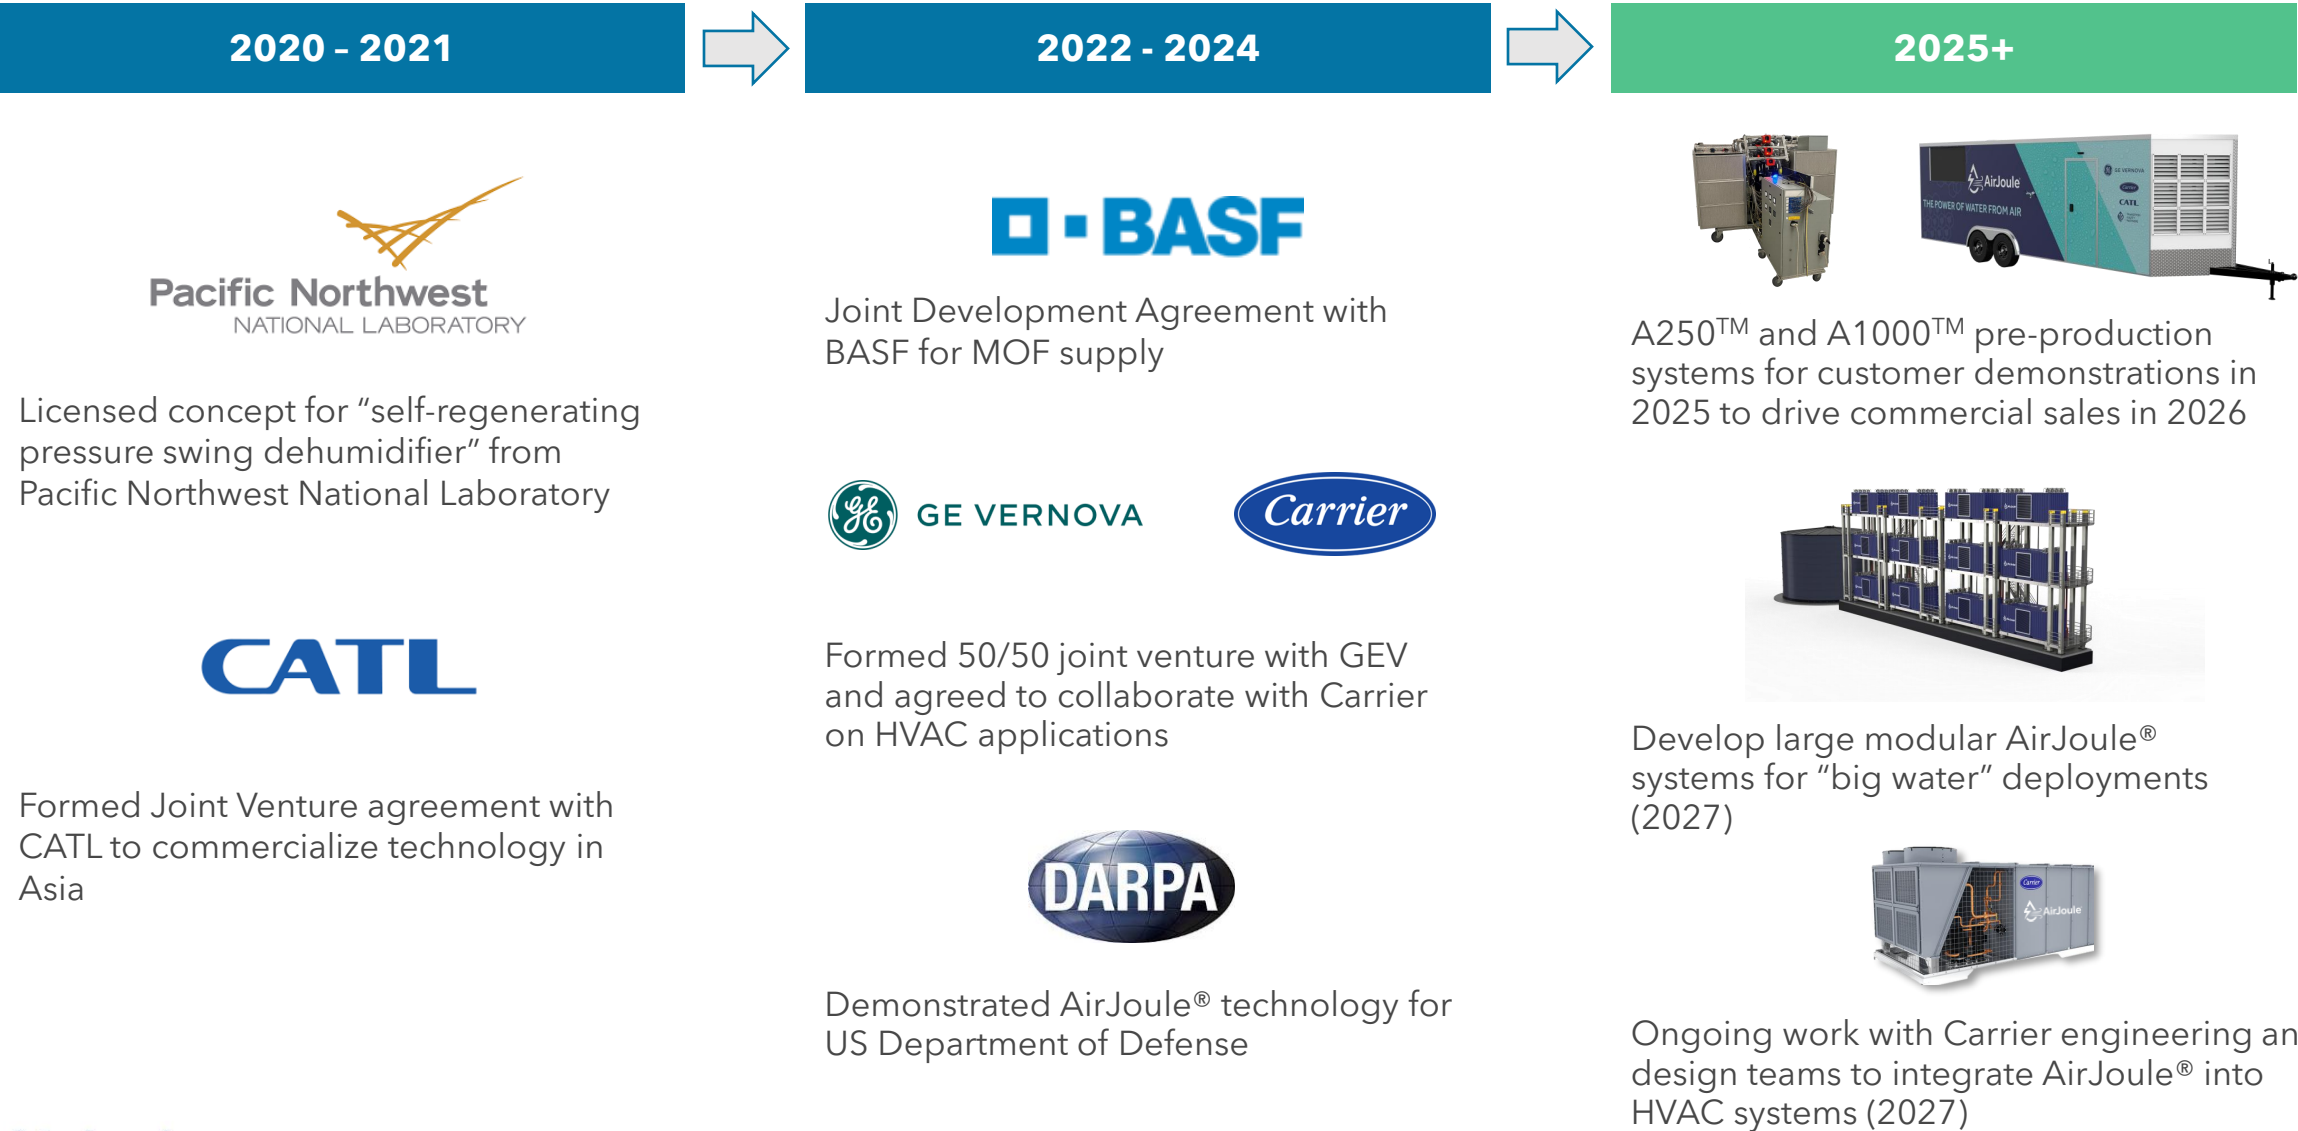 2020 – 2021
Pacific Northwest
NATIONAL LABORATORY
Licensed concept for “self-regenerating
pressure swing dehumidifier” from
Pacific Northwest National Laboratory
CATL
Formed Joint Venture agreement with
CATL to commercialize technology in
Asia
2022 - 2024
BASF
Joint Development Agreement with
BASF for MOF supply
GE VERNOVA
Carrier
Formed 50/50 joint venture with GEV
and agreed to collaborate with Carrier
on HVAC applications
DARPA
Demonstrated AirJoule® technology for
US Department of Defense
2025+
AirJoule
THE POWER OF WATER FROM AIR
GE VERNOVA
Carrier
CATL
A250™ and A1000™ pre-production
systems for customer demonstrations in
2025 to drive commercial sales in 2026
Develop large modular AirJoule®
systems for “big water” deployments
(2027)
Carrier
AirJoule
Ongoing work with Carrier engineering an
design teams to integrate AirJoule® into
HVAC systems (2027)